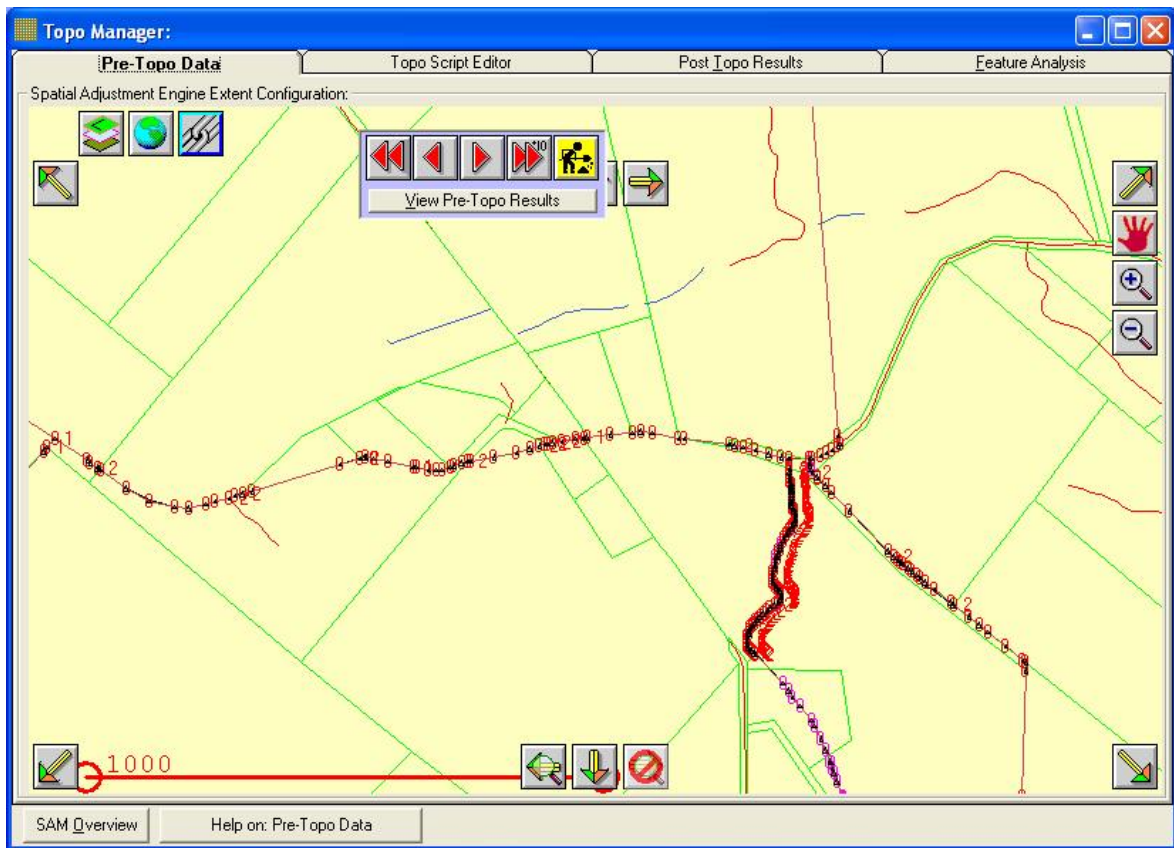 Topo Manager:
Pre-Topo Data
Topo Script Editor
Post Topo Results
Feature Analysis
Spatial Adjustment Engine Extent Configuration:
*10
View Pre-Topo Results
1000
SAM Overview
Help on: Pre-Topo Data